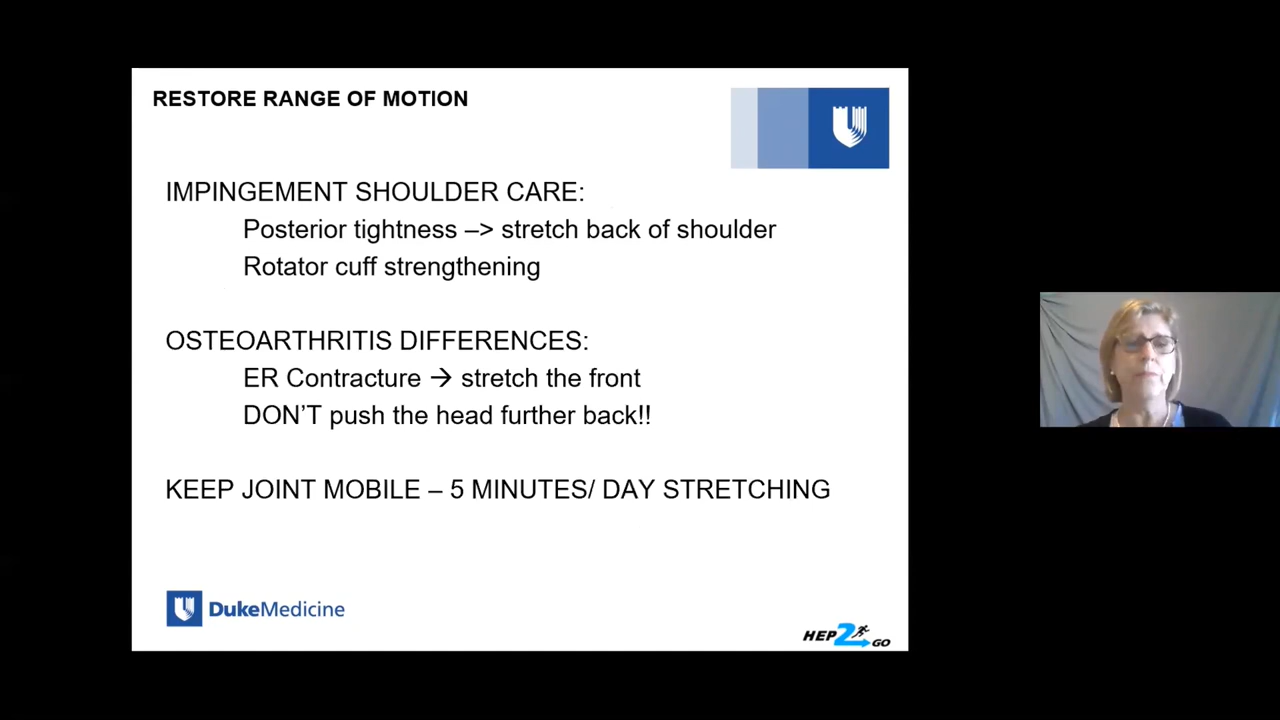 RESTORE RANGE OF MOTION
IMPINGEMENT SHOULDER CARE:
Posterior tightness –> stretch back of shoulder
Rotator cuff strengthening
OSTEOARTHRITIS DIFFERENCES:
ER Contracture → stretch the front
DON’T push the head further back!!
KEEP JOINT MOBILE – 5 MINUTES/ DAY STRETCHING
DukeMedicine
HEP2GO